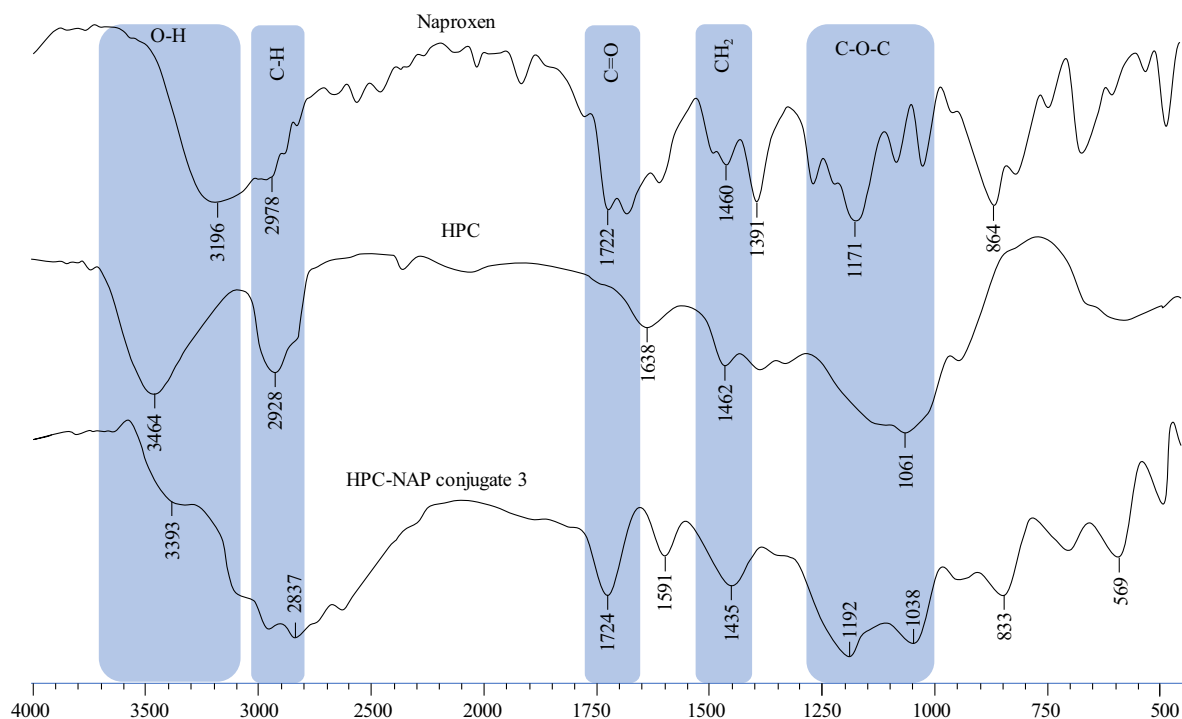 Naproxen
O-H
C-H
C=O
CH₂
C-O-C
3196
2978
1722
1460
1391
1171
864
HPC
3464
2928
1638
1462
1061
HPC-NAP conjugate 3
3393
2837
1724
1591
1435
1192
1038
833
569
4000 3500 3000 2500 2000 1750 1500 1250 1000 750 500